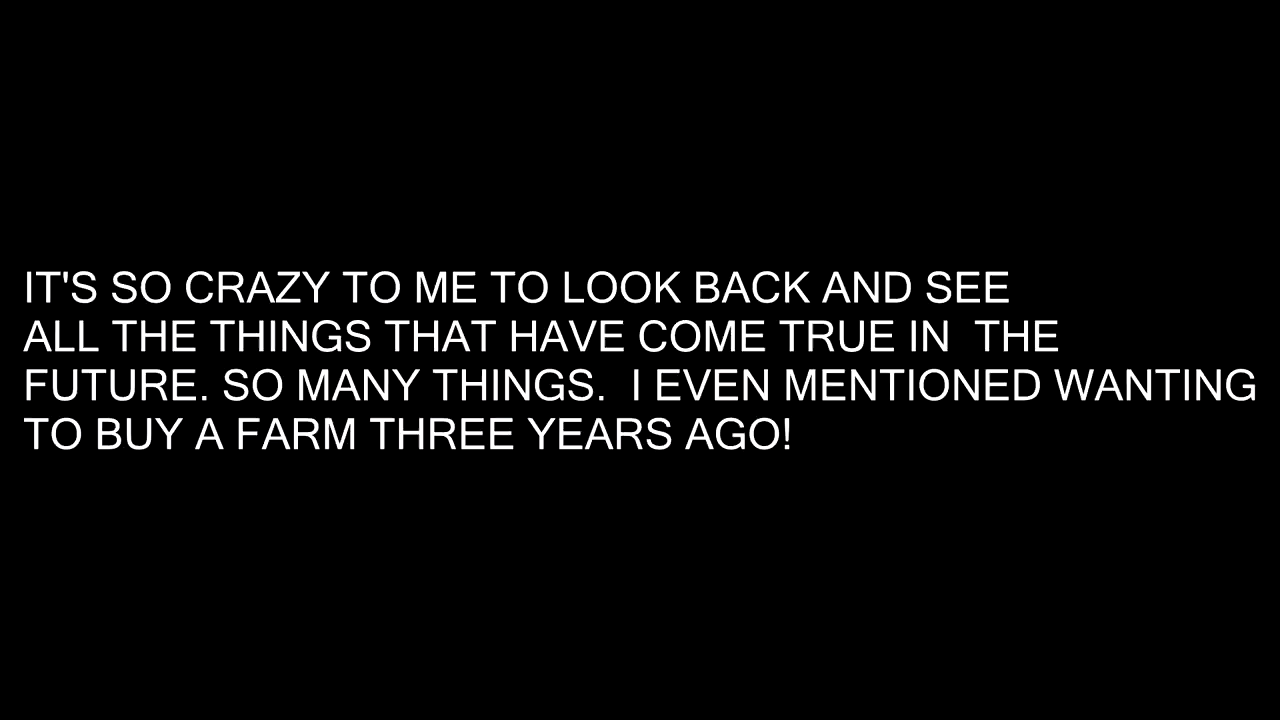 IT'S SO CRAZY TO ME TO LOOK BACK AND SEE
ALL THE THINGS THAT HAVE COME TRUE IN  THE
FUTURE. SO MANY THINGS.  I EVEN MENTIONED WANTING
TO BUY A FARM THREE YEARS AGO!